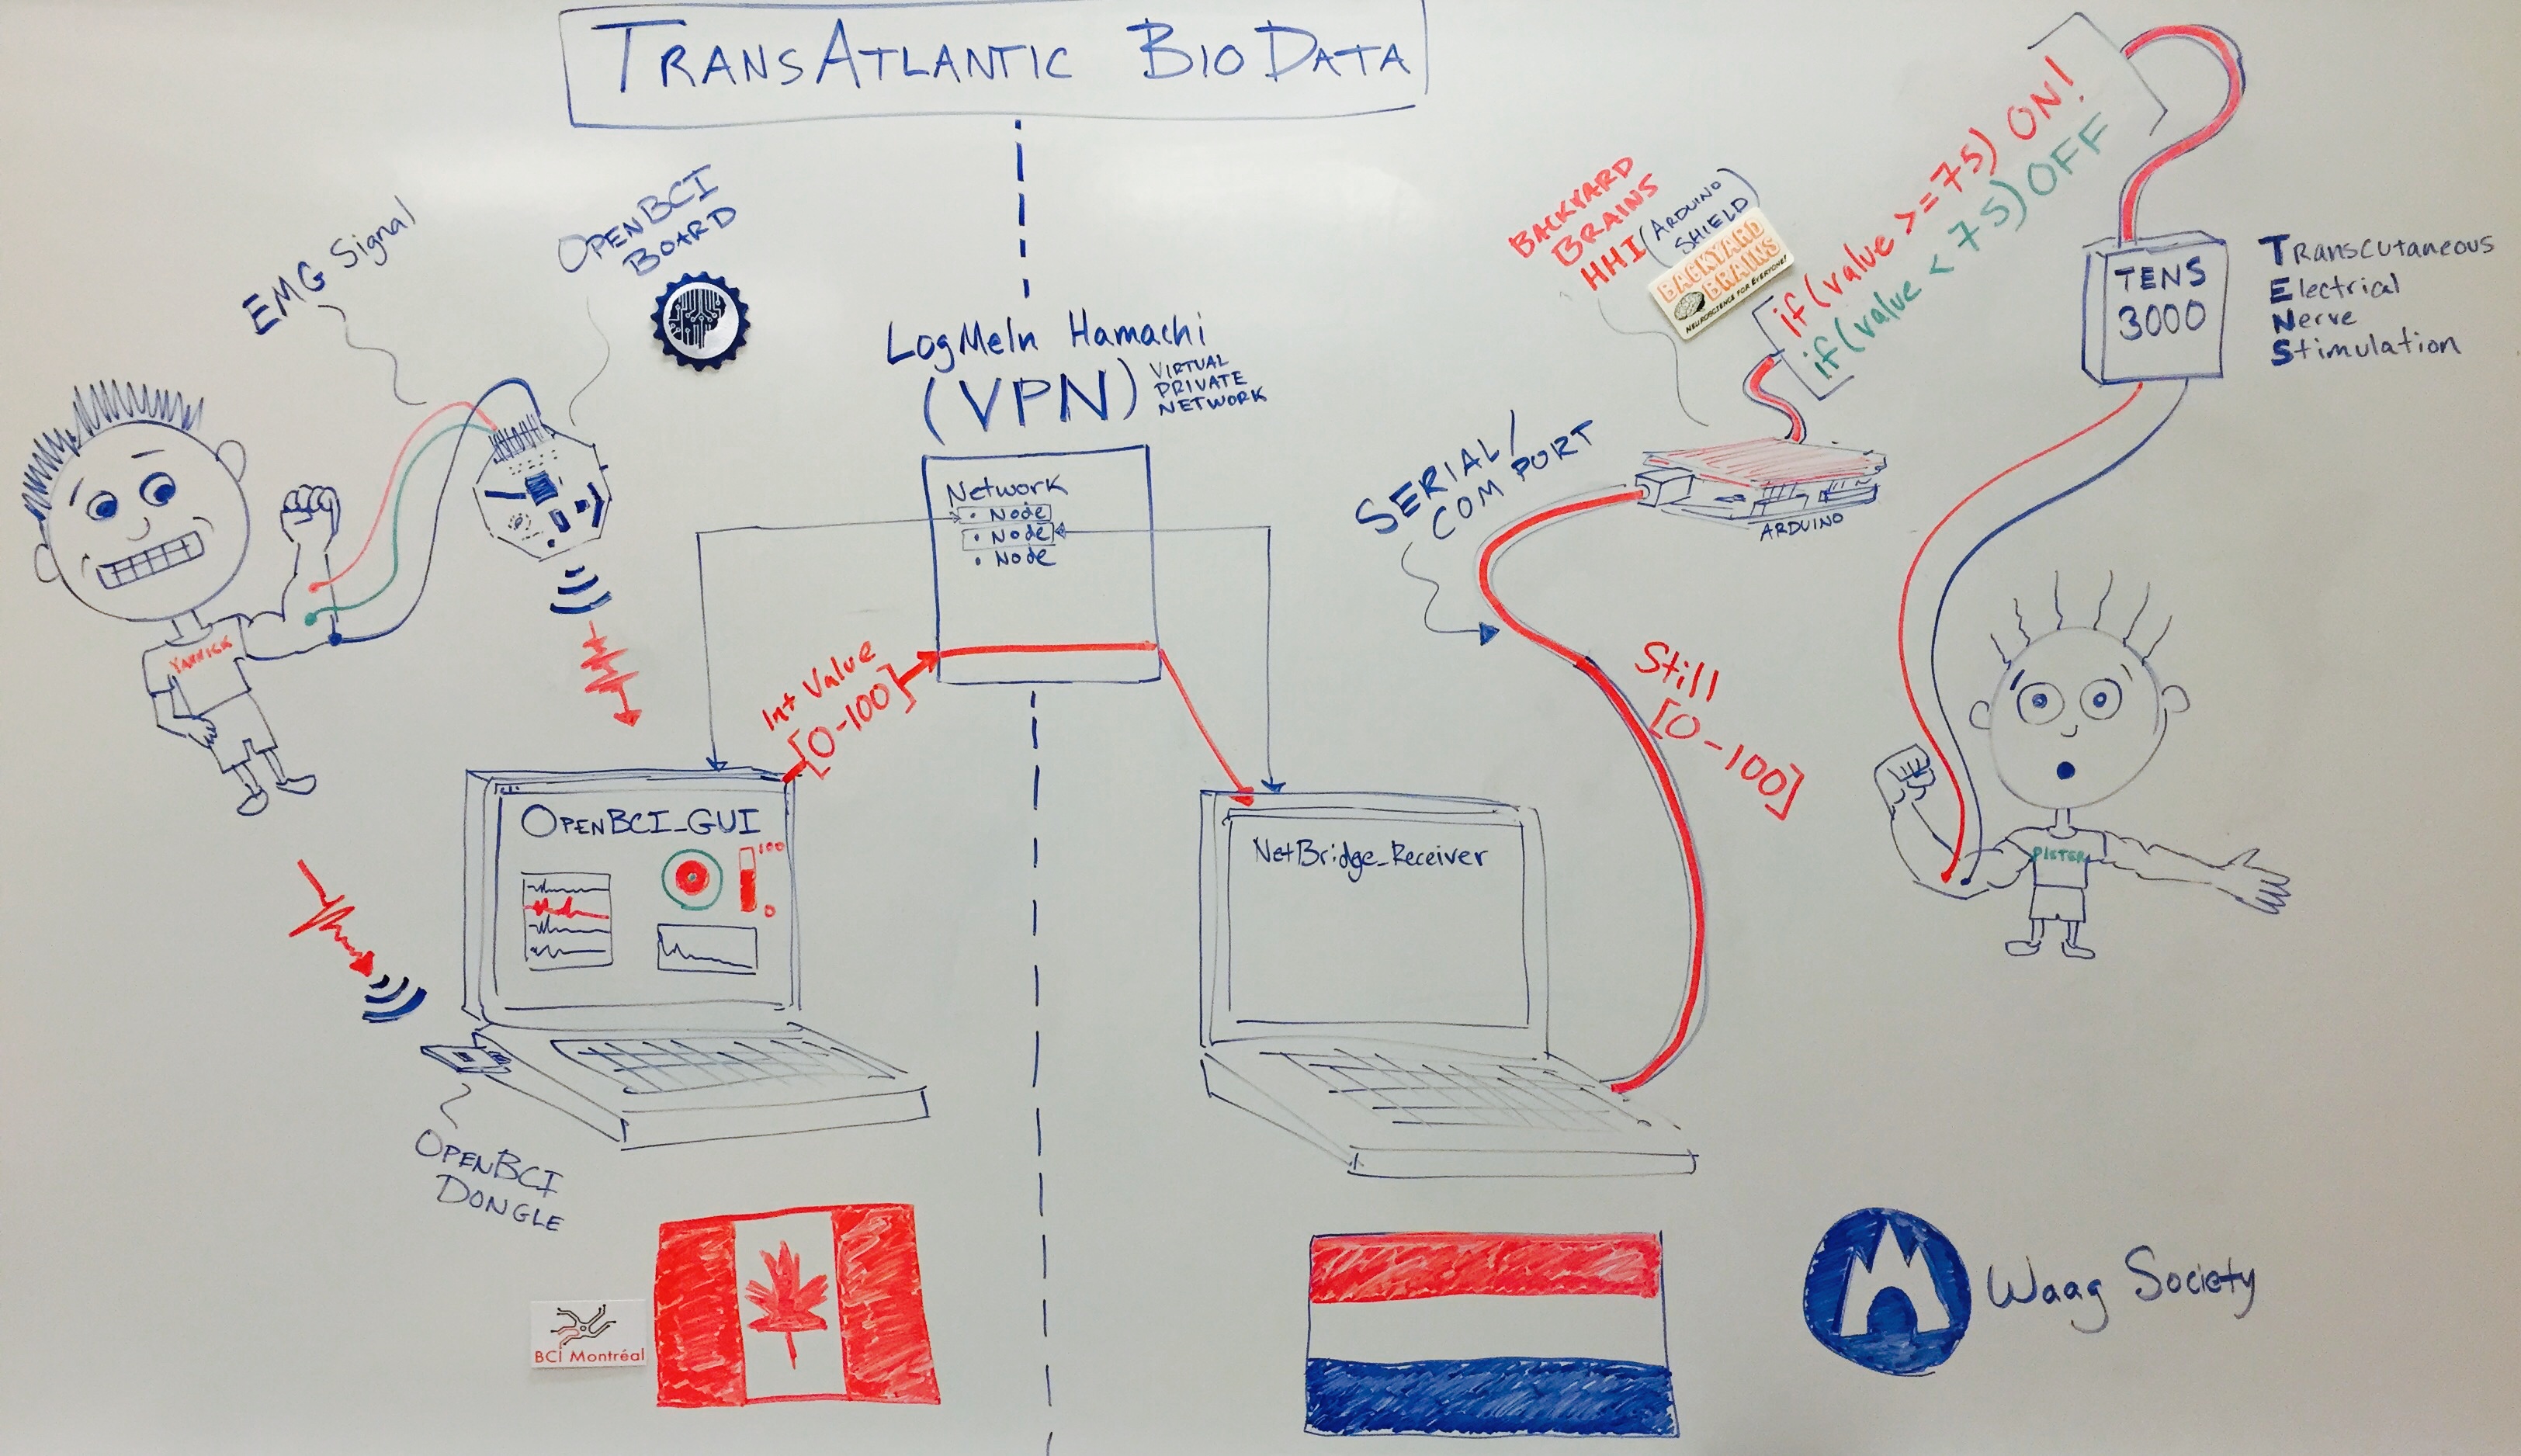 TRANSATLANTIC BIODATA
EMG Signal
OPENBCI
BOARD
LogMeIn Hamachi
(VPN)
VIRTUAL
PRIVATE
NETWORK
Network
• Node
• Node
• Node
YANNICK
Int Value
[0-100]
OPENBCI_GUI
100
0
OPENBCI
DONGLE
BCI Montréal
BACKYARD
BRAINS
HHI (ARDUINO
SHIELD)
BACKYARD
BRAINS
NEUROSCIENCE FOR EVERYONE!
if (value >= 75) ON!
if (value < 75) OFF
TENS
3000
Transcutaneous
Electrical
Nerve
Stimulation
SERIAL/
COM PORT
ARDUINO
Still
[0-100]
NetBridge_Receiver
PIETER
Waag Society